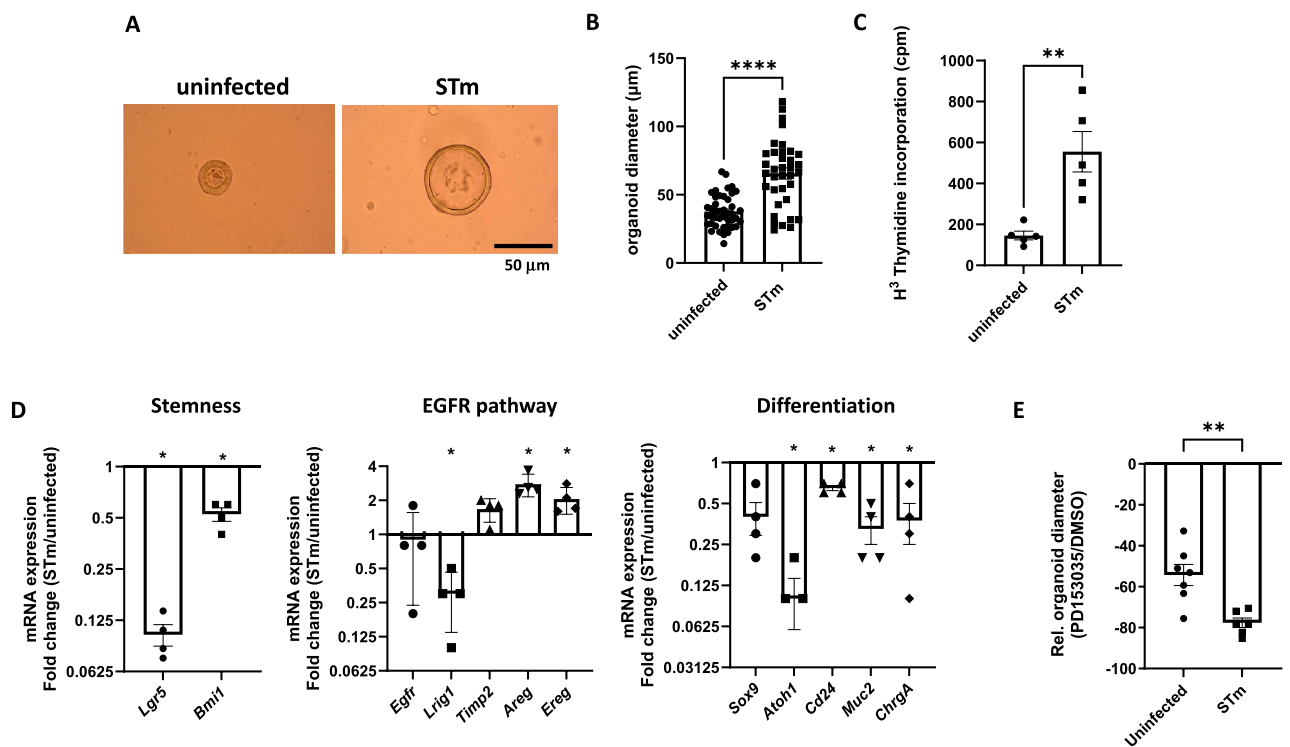 A
uninfected
STm
50 μm
B
organoid diameter (μm)
150
100
50
0
****
uninfected
STm
C
H³ Thymidine incorporation (cpm)
1000
800
600
400
200
0
**
uninfected
STm
D
Stemness
mRNA expression
Fold change (STm/uninfected)
1
0.5
0.25
0.125
0.0625
* *
Lgr5
Bmi1
EGFR pathway
mRNA expression
Fold change (STm/uninfected)
4
2
1
0.5
0.25
0.125
0.0625
* * *
Egfr
Lrig1
Timp2
Areg
Ereg
Differentiation
mRNA expression
Fold change (STm/uninfected)
1
0.5
0.25
0.125
0.0625
0.03125
* * * *
Sox9
Atoh1
Cd24
Muc2
ChrgA
E
Rel. organoid diameter
(PD153035/DMSO)
0
-20
-40
-60
-80
-100
**
Uninfected
STm